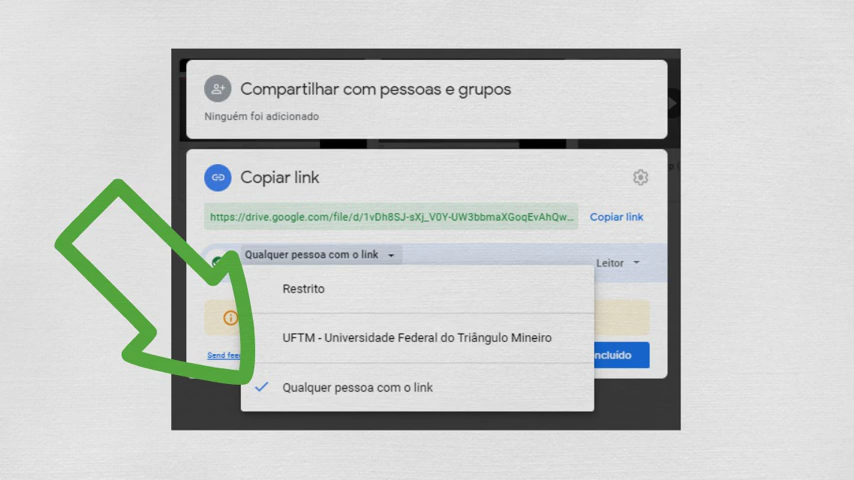 Compartilhar com pessoas e grupos
Ninguém foi adicionado
Copiar link
https://drive.google.com/file/d/1vDh8SJ-sXj_V0Y-UW3bbmaXGoqEvAhQw...
Copiar link
Qualquer pessoa com o link
Leitor
Restrito
UFTM - Universidade Federal do Triângulo Mineiro
Send fee
ncluído
Qualquer pessoa com o link